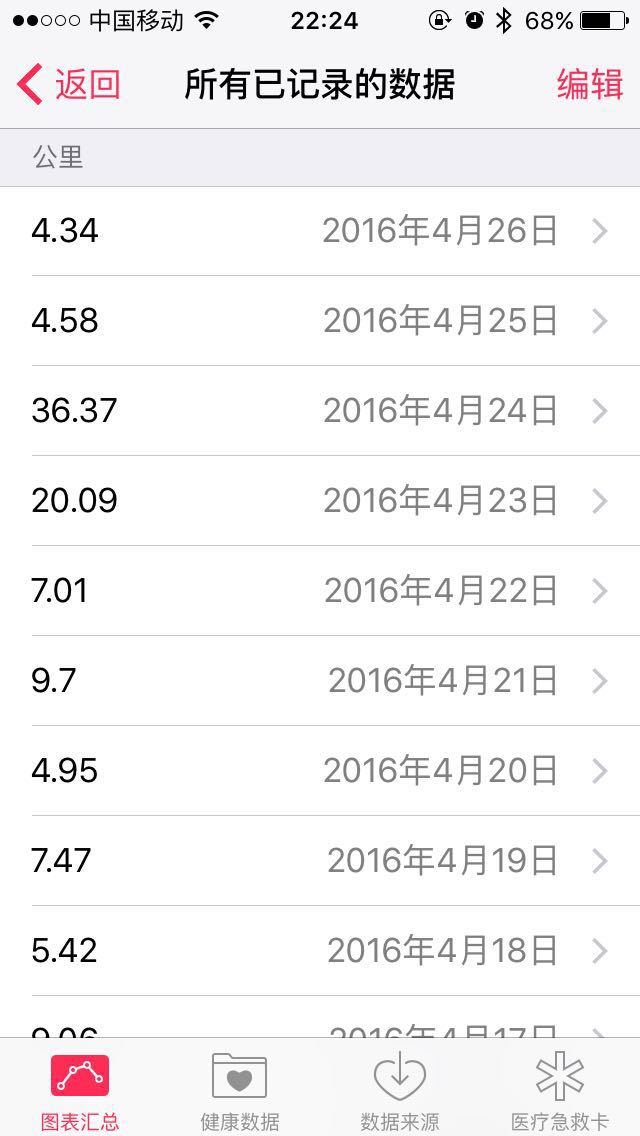 中国移动 22:24 68%
返回 所有已记录的数据 编辑
公里
4.34 2016年4月26日
4.58 2016年4月25日
36.37 2016年4月24日
20.09 2016年4月23日
7.01 2016年4月22日
9.7 2016年4月21日
4.95 2016年4月20日
7.47 2016年4月19日
5.42 2016年4月18日
2016年4月17日
图表汇总 健康数据 数据来源 医疗急救卡